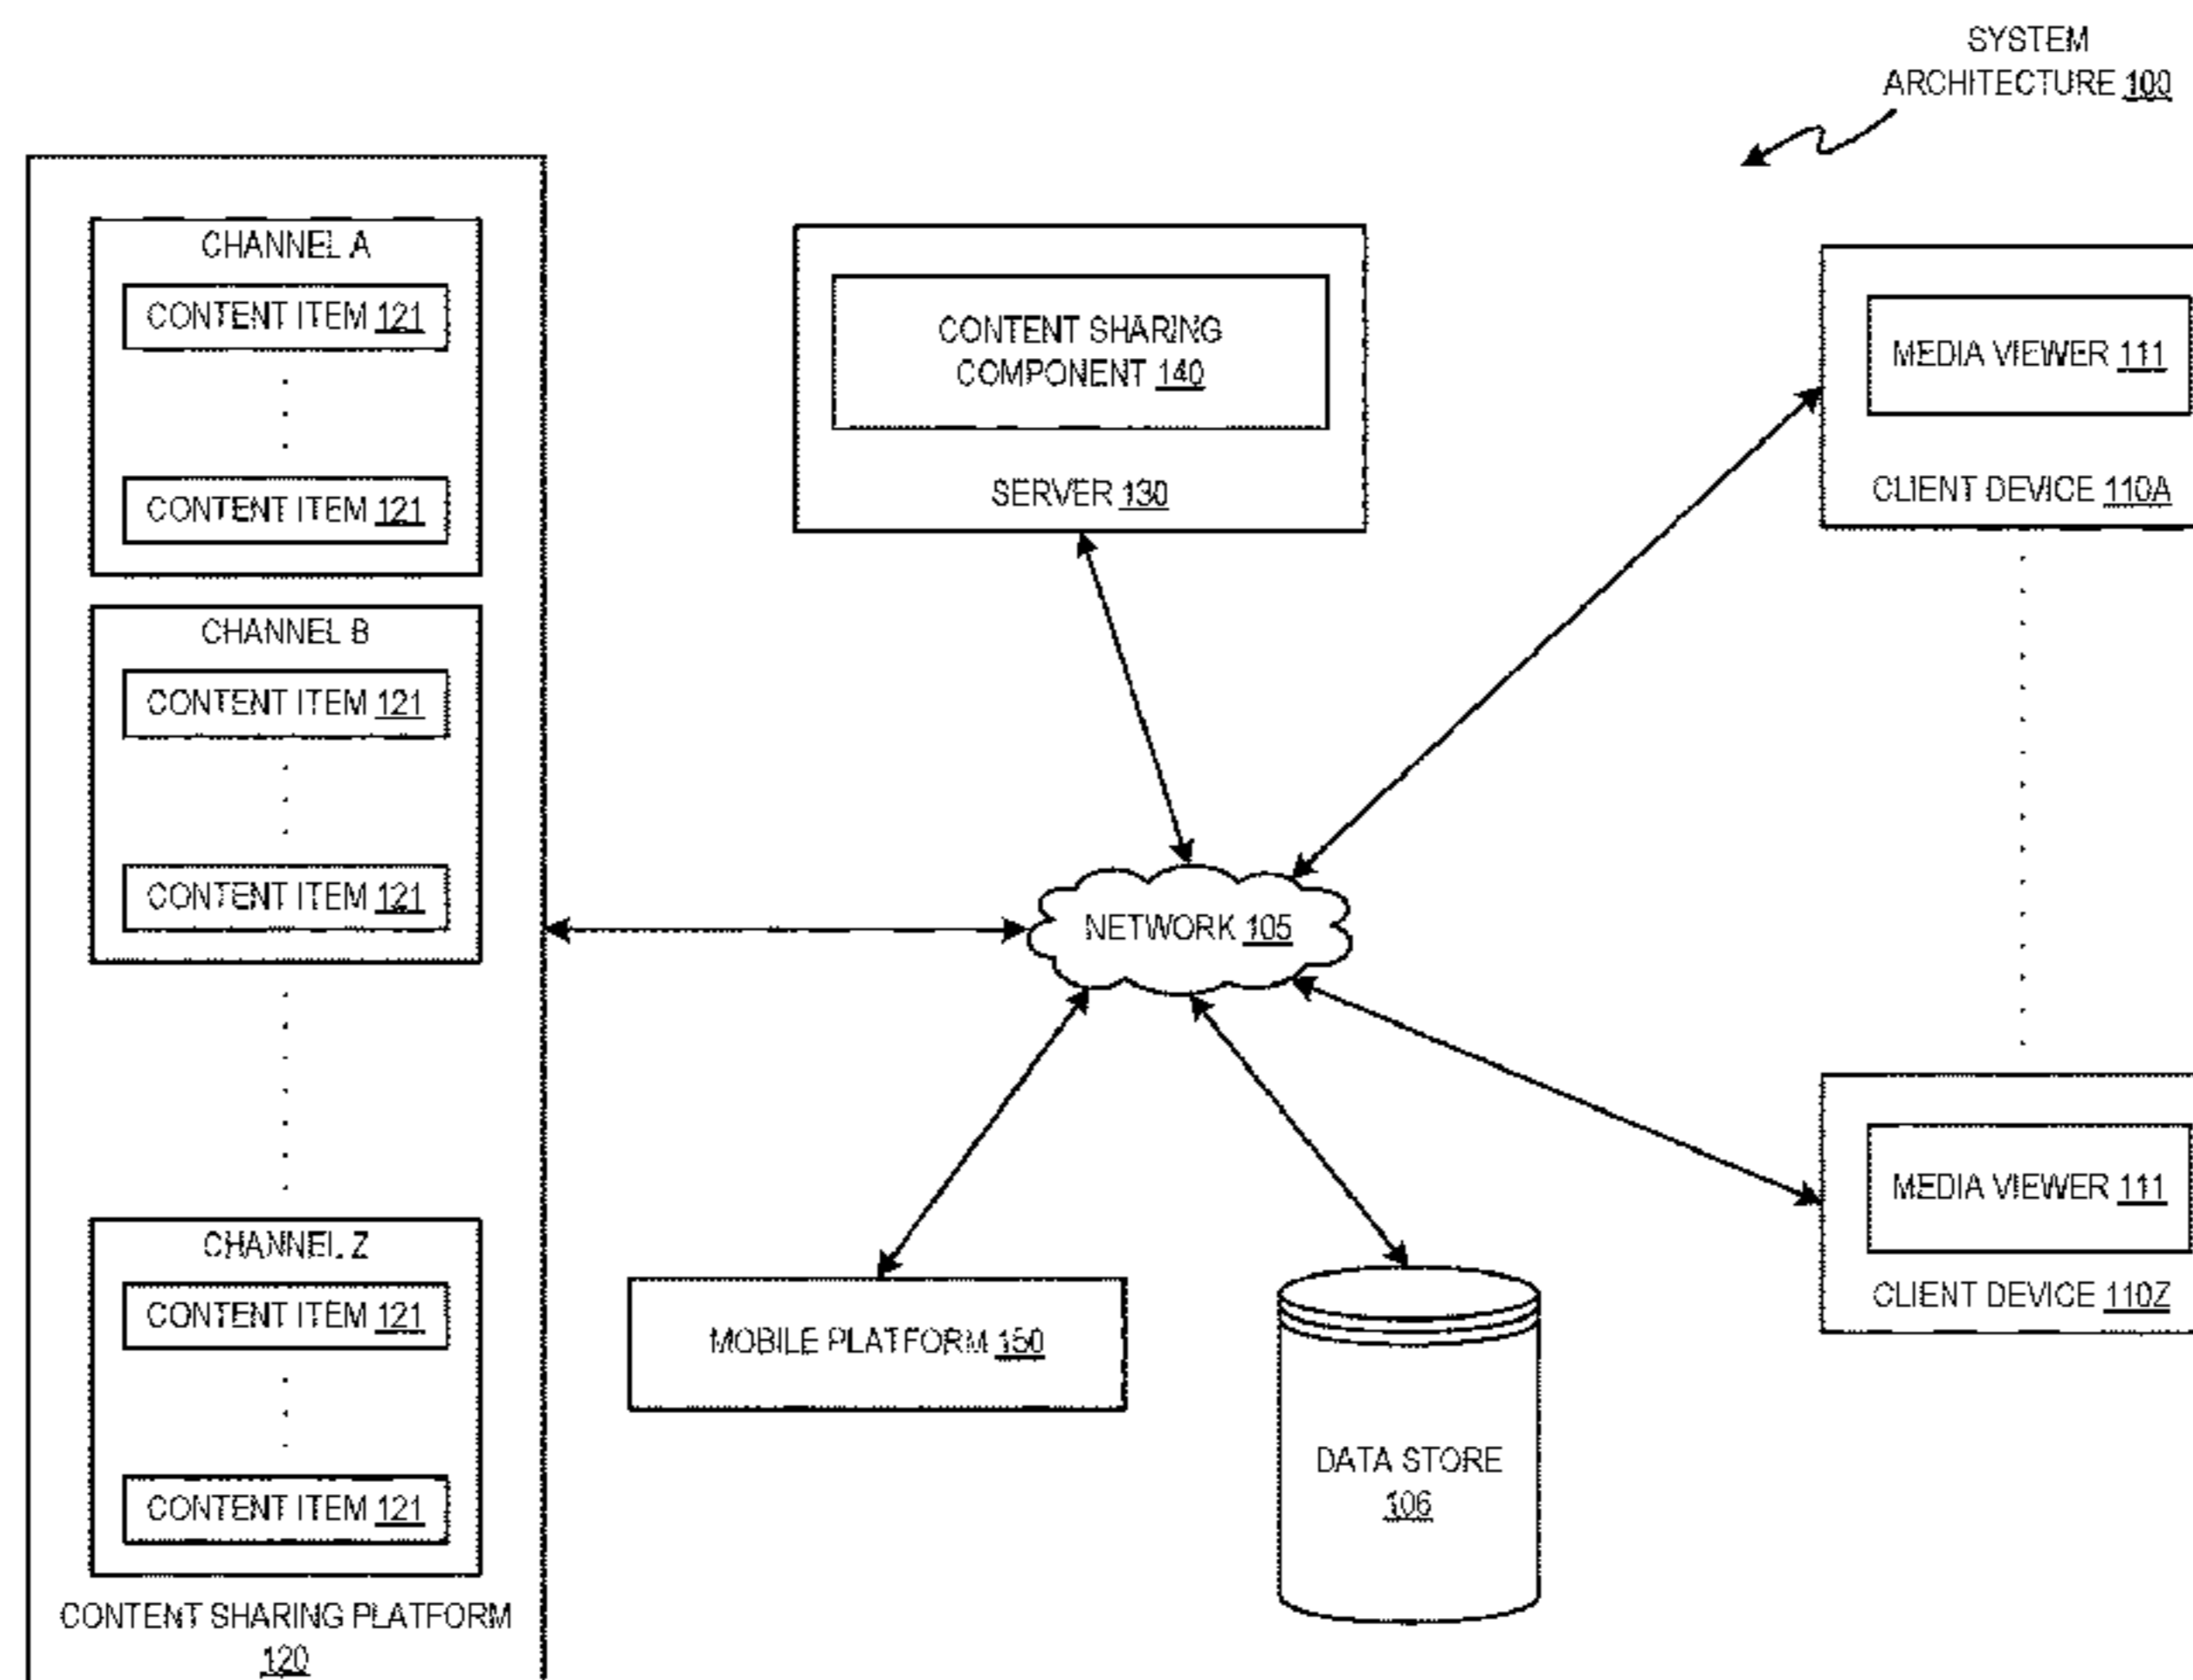 SYSTEM
ARCHITECTURE 100
CHANNEL A
CONTENT ITEM 121
CONTENT ITEM 121
CHANNEL B
CONTENT ITEM 121
CONTENT ITEM 121
CHANNEL Z
CONTENT ITEM 121
CONTENT ITEM 121
CONTENT SHARING PLATFORM
120
CONTENT SHARING
COMPONENT 140
SERVER 130
NETWORK 105
MOBILE PLATFORM 150
DATA STORE
106
MEDIA VIEWER 111
CLIENT DEVICE 110A
MEDIA VIEWER 111
CLIENT DEVICE 110Z